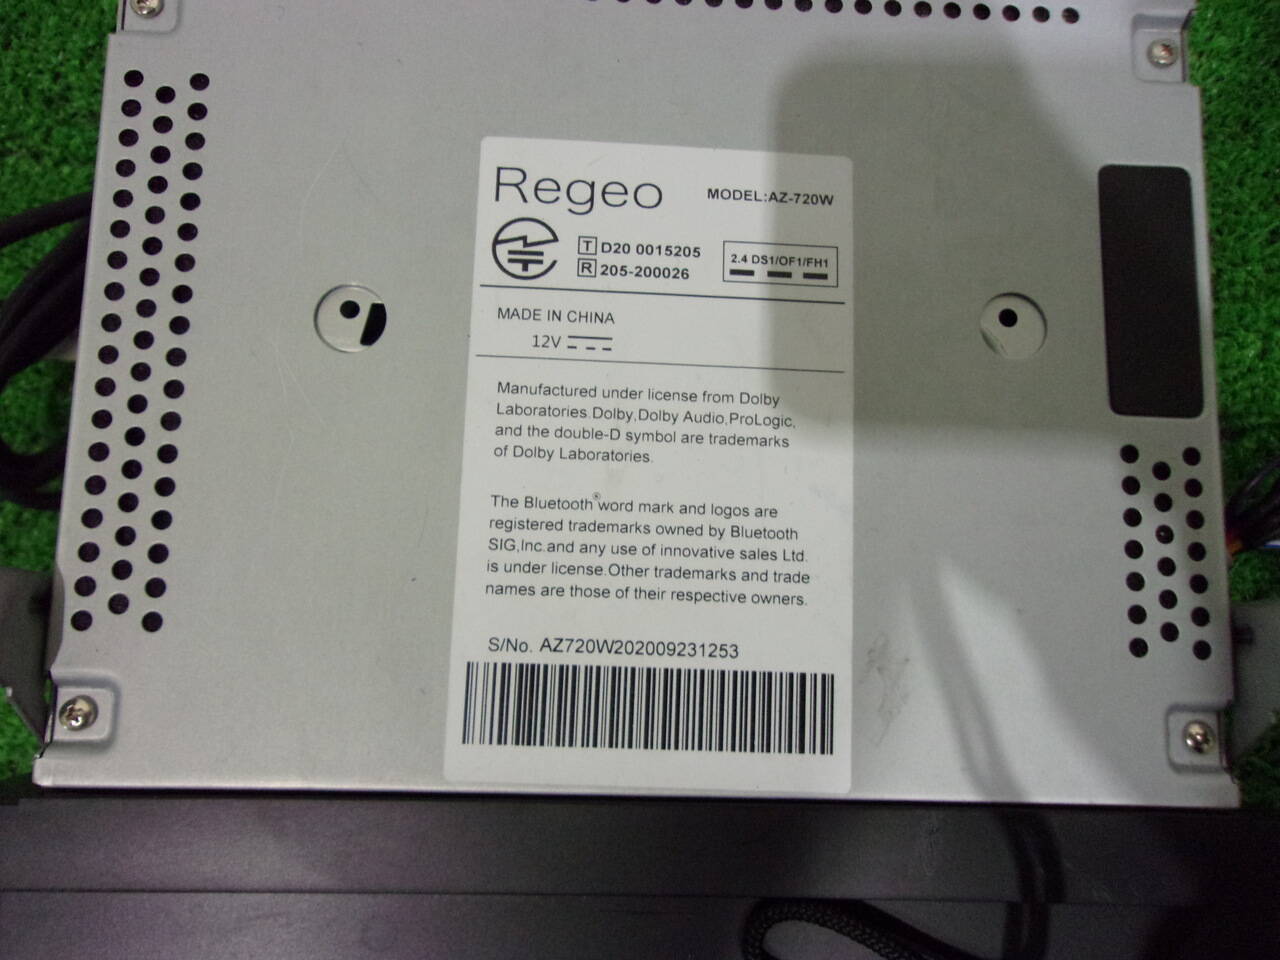 Regeo
MODEL:AZ-720W
T D20 0015205
R 205-200026
2.4 DS1/OF1/FH1
MADE IN CHINA
12V
Manufactured under license from Dolby
Laboratories.Dolby,Dolby Audio,ProLogic,
and the double-D symbol are trademarks
of Dolby Laboratories.
The Bluetooth®word mark and logos are
registered trademarks owned by Bluetooth
SIG,Inc.and any use of innovative sales Ltd.
is under license.Other trademarks and trade
names are those of their respective owners.
S/No. AZ720W202009231253